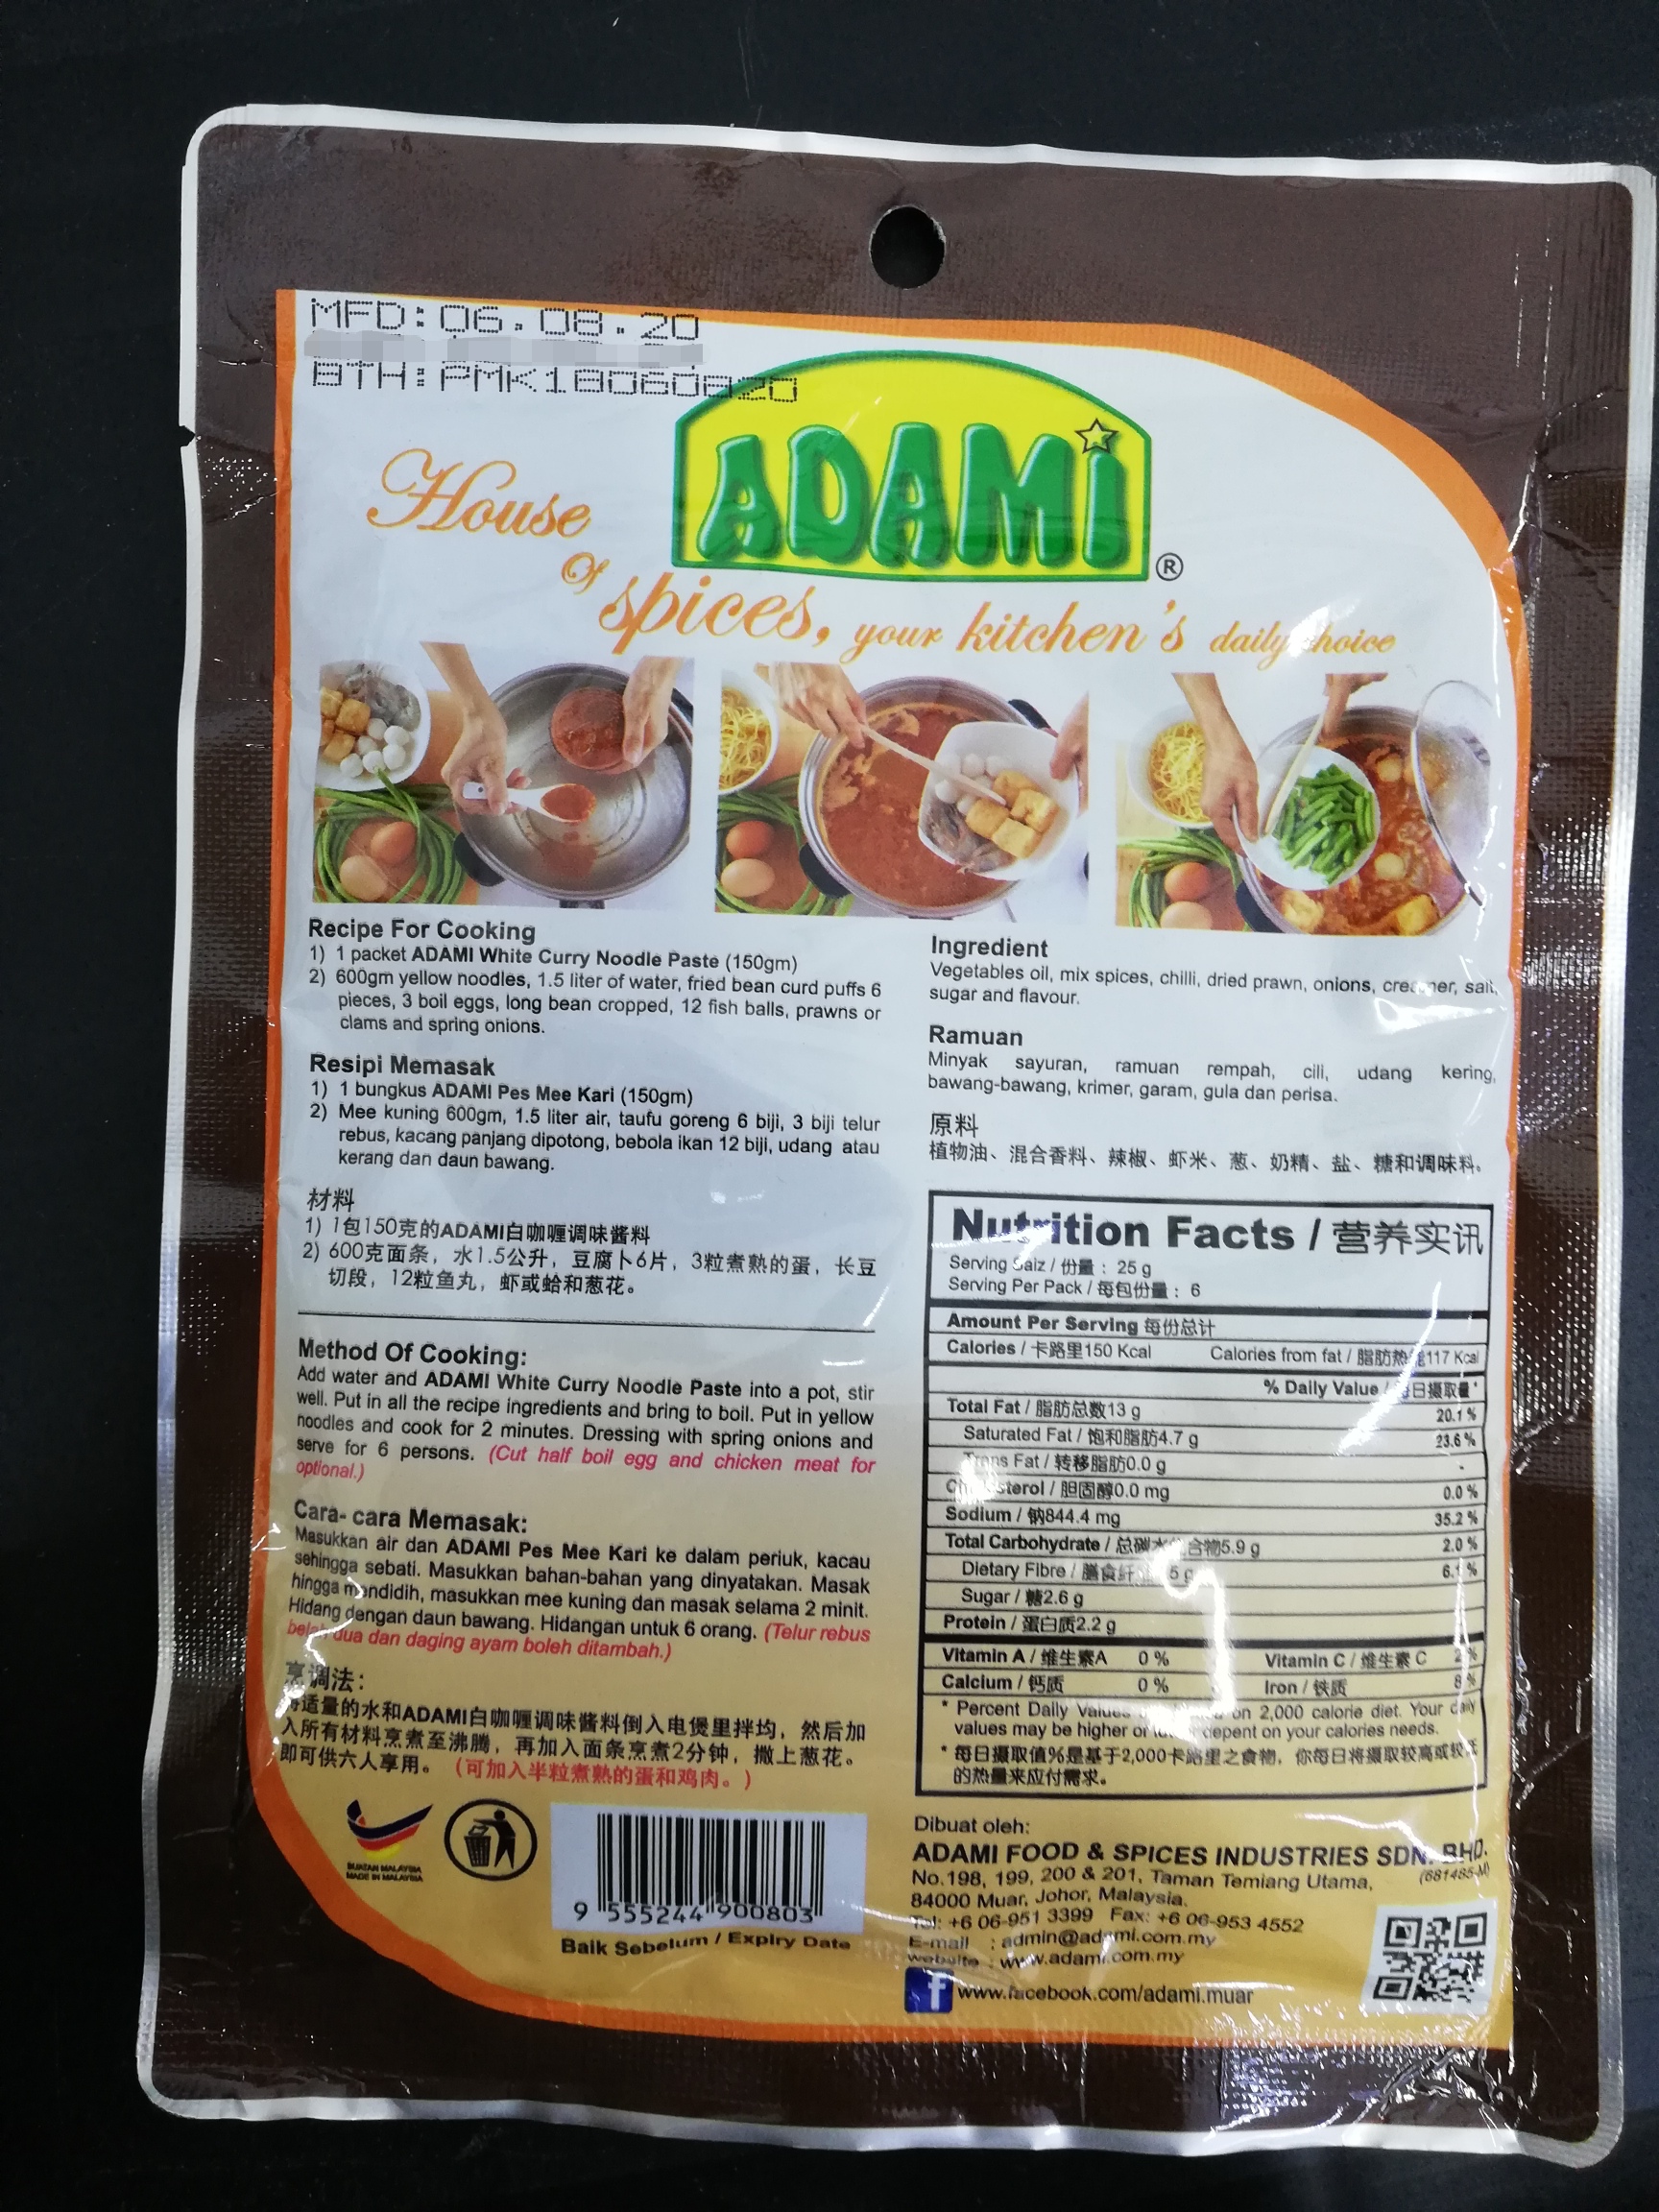 MFD: 06.08.20
BTH: PMK18060820
ADAMI
®
House
Of
spices, your kitchen's daily choice
Recipe For Cooking
1) 1 packet ADAMI White Curry Noodle Paste (150gm)
2) 600gm yellow noodles, 1.5 liter of water, fried bean curd puffs 6
pieces, 3 boil eggs, long bean cropped, 12 fish balls, prawns or
clams and spring onions.
Resipi Memasak
1) 1 bungkus ADAMI Pes Mee Kari (150gm)
2) Mee kuning 600gm, 1.5 liter air, taufu goreng 6 biji, 3 biji telur
rebus, kacang panjang dipotong, bebola ikan 12 biji, udang atau
kerang dan daun bawang.
材料
1) 1包150克的ADAMI白咖喱调味酱料
2) 600克面条，水1.5公升，豆腐卜6片，3粒煮熟的蛋，长豆
切段，12粒鱼丸，虾或蛤和葱花。
Method Of Cooking:
Add water and ADAMI White Curry Noodle Paste into a pot, stir
well. Put in all the recipe ingredients and bring to boil. Put in yellow
noodles and cook for 2 minutes. Dressing with spring onions and
serve for 6 persons. (Cut half boil egg and chicken meat for
optional.)
Cara- cara Memasak:
Masukkan air dan ADAMI Pes Mee Kari ke dalam periuk, kacau
sehingga sebati. Masukkan bahan-bahan yang dinyatakan. Masak
hingga mendidih, masukkan mee kuning dan masak selama 2 minit.
Hidang dengan daun bawang. Hidangan untuk 6 orang. (Telur rebus
belah dua dan daging ayam boleh ditambah.)
烹调法：
将适量的水和ADAMI白咖喱调味酱料倒入电煲里拌均，然后加
入所有材料烹煮至沸腾，再加入面条烹煮2分钟，撒上葱花。
即可供六人享用。（可加入半粒煮熟的蛋和鸡肉。）
BUATAN MALAYSIA
MADE IN MALAYSIA
9 555244 900803
Baik Sebelum / Expiry Date
Ingredient
Vegetables oil, mix spices, chilli, dried prawn, onions, creamer, salt,
sugar and flavour.
Ramuan
Minyak sayuran, ramuan rempah, cili, udang kering,
bawang-bawang, krimer, garam, gula dan perisa.
原料
植物油、混合香料、辣椒、虾米、葱、奶精、盐、糖和调味料。
Nutrition Facts / 营养实讯
Serving Saiz / 份量： 25 g
Serving Per Pack / 每包份量： 6
Amount Per Serving 每份总计
Calories / 卡路里150 Kcal Calories from fat / 脂肪热能117 Kcal
% Daily Value / 每日摄取量*
Total Fat / 脂肪总数13 g 20.1 %
Saturated Fat / 饱和脂肪4.7 g 23.6 %
Trans Fat / 转移脂肪0.0 g -
Cholesterol / 胆固醇0.0 mg 0.0 %
Sodium / 钠844.4 mg 35.2 %
Total Carbohydrate / 总碳水化合物5.9 g 2.0 %
Dietary Fibre / 膳食纤 5 g 6.1 %
Sugar / 糖2.6 g
Protein / 蛋白质2.2 g
Vitamin A / 维生素A 0 % Vitamin C / 维生素 C 2 %
Calcium / 钙质 0 % Iron / 铁质 8 %
* Percent Daily Values on 2,000 calorie diet. Your daily
values may be higher or depent on your calories needs.
* 每日摄取值%是基于2,000卡路里之食物，你每日将摄取较高或较低
的热量来应付需求。
Dibuat oleh:
ADAMI FOOD & SPICES INDUSTRIES SDN. BHD.
(681485-M)
No.198, 199, 200 & 201, Taman Temiang Utama,
84000 Muar, Johor, Malaysia.
Tel: +6 06-951 3399 Fax: +6 06-953 4552
E-mail : admin@adami.com.my
website : www.adami.com.my
f www.facebook.com/adami.muar